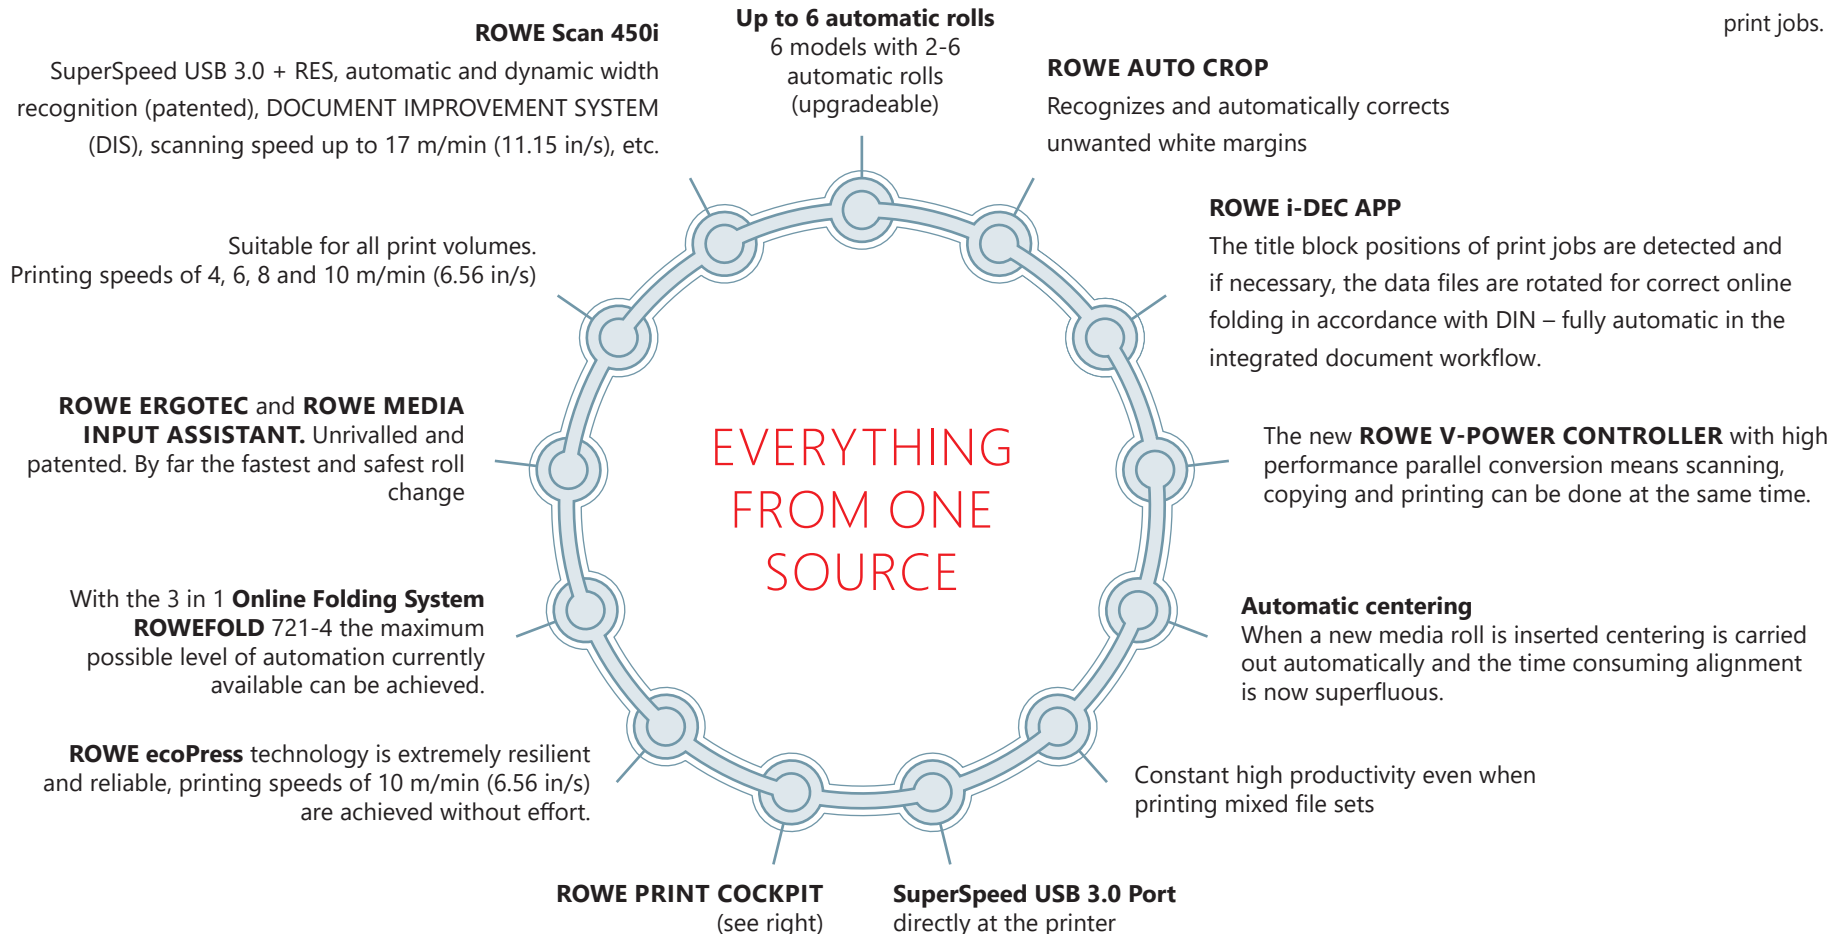 ROWE Scan 450i
SuperSpeed USB 3.0 + RES, automatic and dynamic width
recognition (patented), DOCUMENT IMPROVEMENT SYSTEM
(DIS), scanning speed up to 17 m/min (11.15 in/s), etc.
Up to 6 automatic rolls
6 models with 2-6
automatic rolls
(upgradeable)
print jobs.
ROWE AUTO CROP
Recognizes and automatically corrects
unwanted white margins
ROWE i-DEC APP
The title block positions of print jobs are detected and
if necessary, the data files are rotated for correct online
folding in accordance with DIN – fully automatic in the
integrated document workflow.
Suitable for all print volumes.
Printing speeds of 4, 6, 8 and 10 m/min (6.56 in/s)
ROWE ERGOTEC and ROWE MEDIA
INPUT ASSISTANT. Unrivalled and
patented. By far the fastest and safest roll
change
EVERYTHING
FROM ONE
SOURCE
The new ROWE V-POWER CONTROLLER with high
performance parallel conversion means scanning,
copying and printing can be done at the same time.
With the 3 in 1 Online Folding System
ROWEFOLD 721-4 the maximum
possible level of automation currently
available can be achieved.
Automatic centering
When a new media roll is inserted centering is carried
out automatically and the time consuming alignment
is now superfluous.
ROWE ecoPress technology is extremely resilient
and reliable, printing speeds of 10 m/min (6.56 in/s)
are achieved without effort.
Constant high productivity even when
printing mixed file sets
ROWE PRINT COCKPIT
(see right)
SuperSpeed USB 3.0 Port
directly at the printer